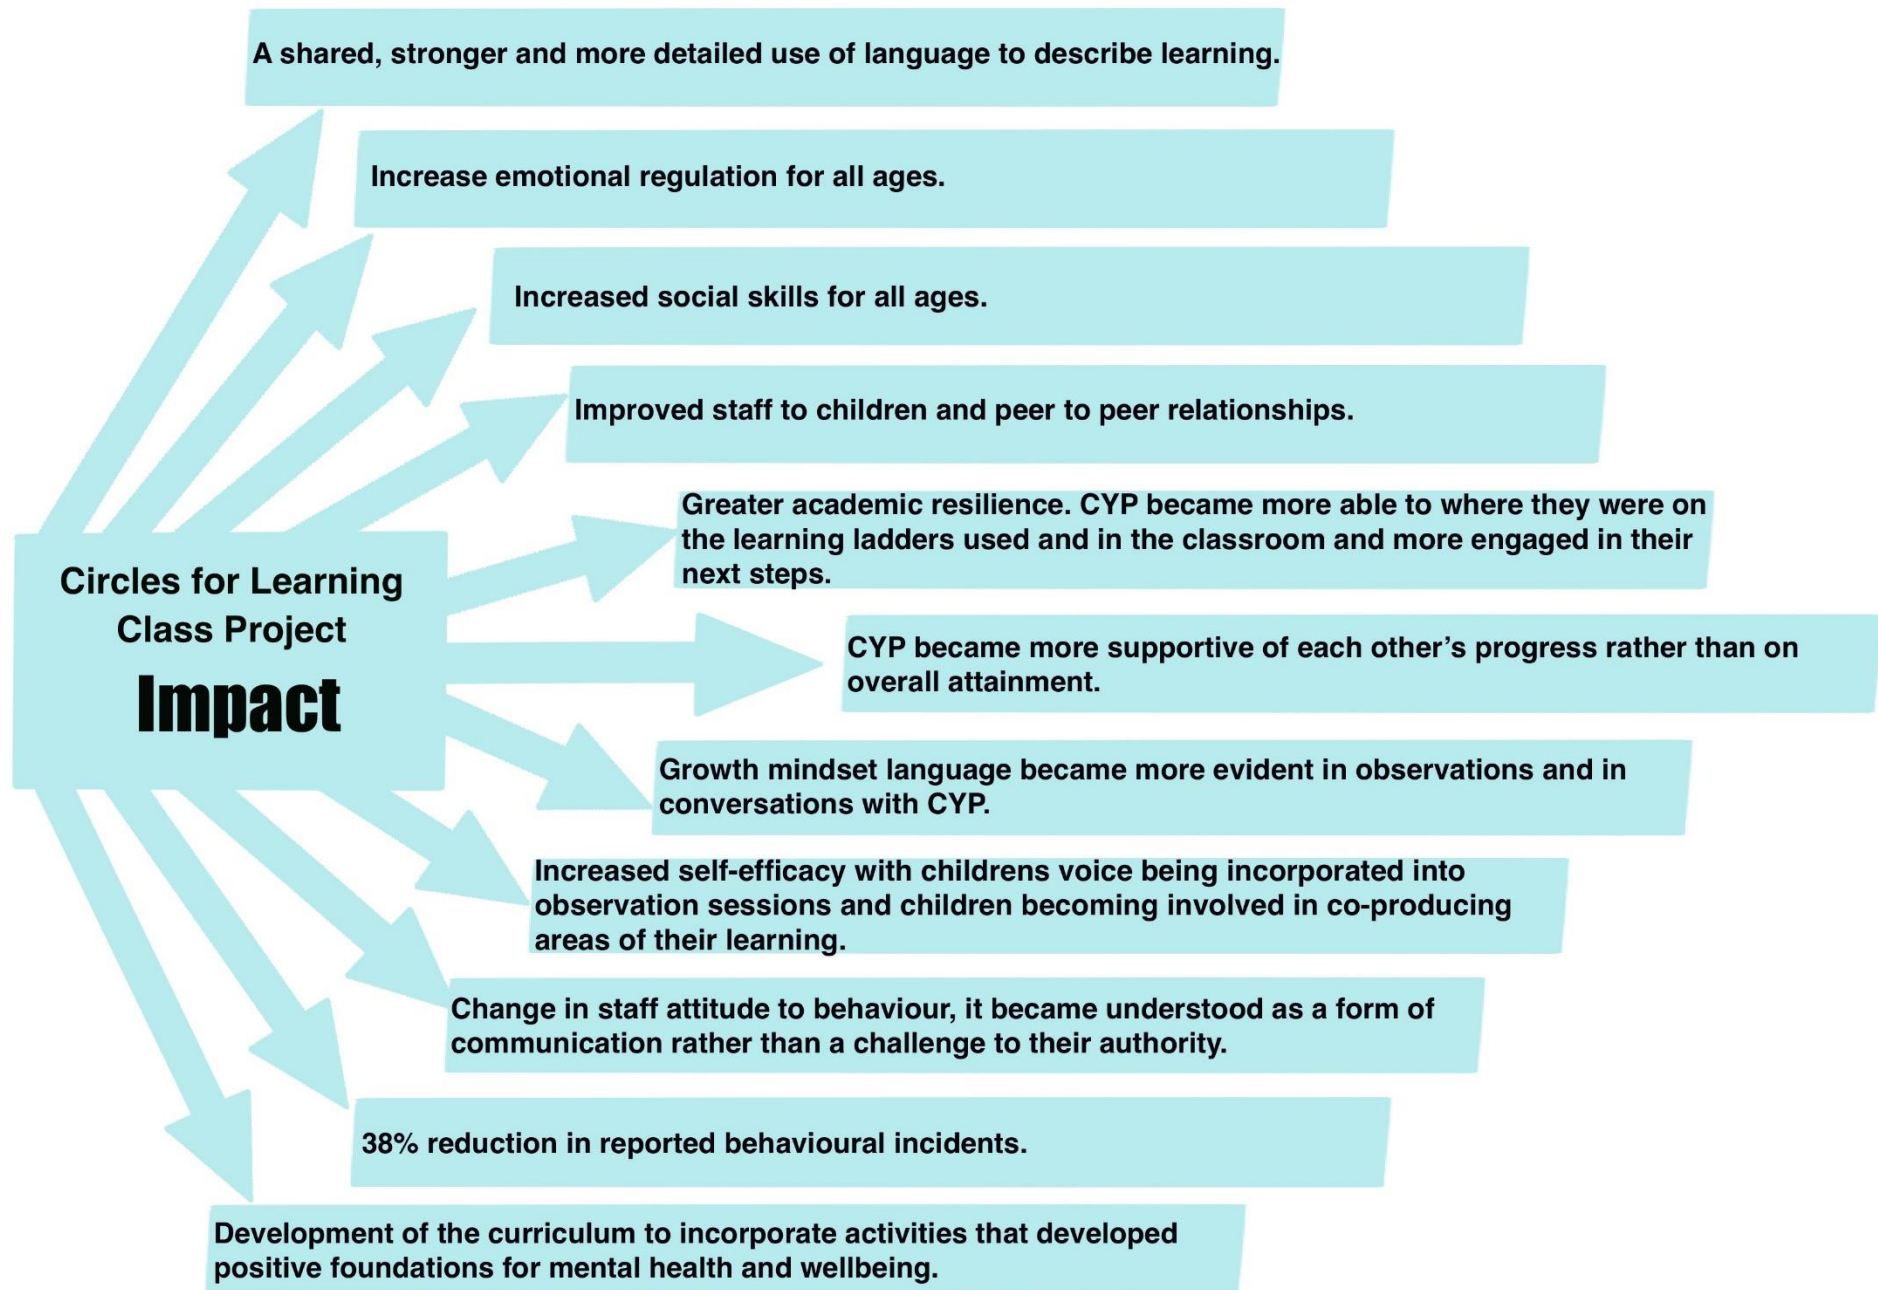 A shared, stronger and more detailed use of language to describe learning.
Increase emotional regulation for all ages.
Increased social skills for all ages.
Improved staff to children and peer to peer relationships.
Greater academic resilience. CYP became more able to where they were on
the learning ladders used and in the classroom and more engaged in their
next steps.
Circles for Learning
Class Project
Impact
CYP became more supportive of each other’s progress rather than on
overall attainment.
Growth mindset language became more evident in observations and in
conversations with CYP.
Increased self-efficacy with childrens voice being incorporated into
observation sessions and children becoming involved in co-producing
areas of their learning.
Change in staff attitude to behaviour, it became understood as a form of
communication rather than a challenge to their authority.
38% reduction in reported behavioural incidents.
Development of the curriculum to incorporate activities that developed
positive foundations for mental health and wellbeing.